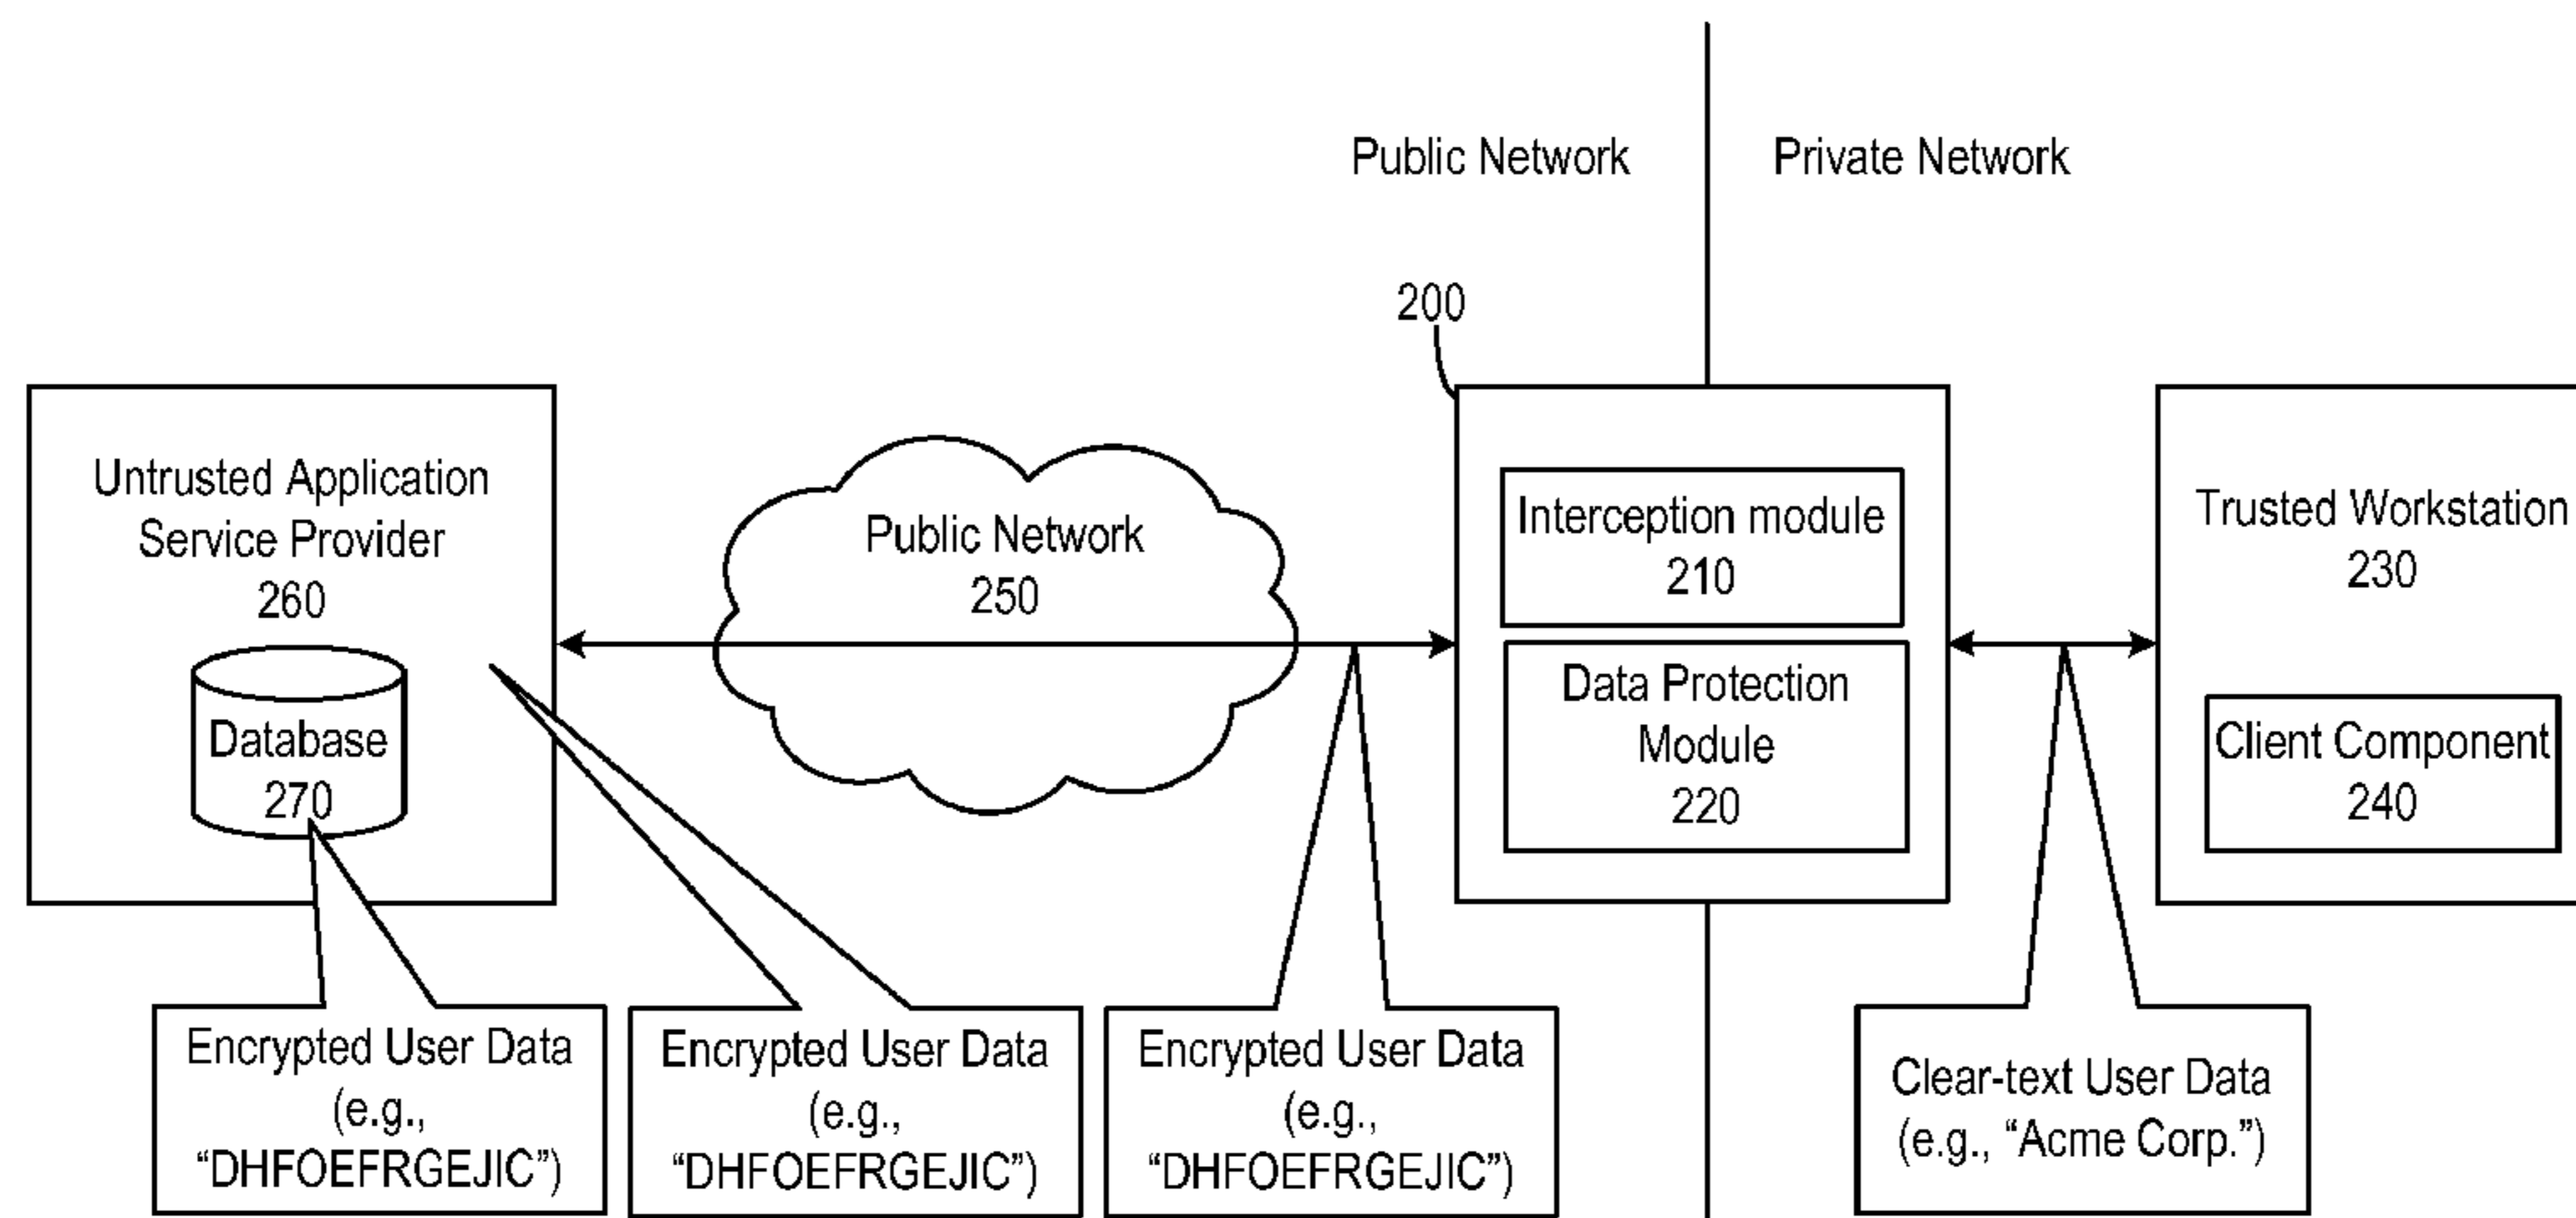 Public Network
Private Network
200
Untrusted Application
Service Provider
260
Database
270
Public Network
250
Interception module
210
Data Protection
Module
220
Trusted Workstation
230
Client Component
240
Encrypted User Data
(e.g.,
“DHFOEFRGEJIC”)
Encrypted User Data
(e.g.,
“DHFOEFRGEJIC”)
Encrypted User Data
(e.g.,
“DHFOEFRGEJIC”)
Clear-text User Data
(e.g., “Acme Corp.”)